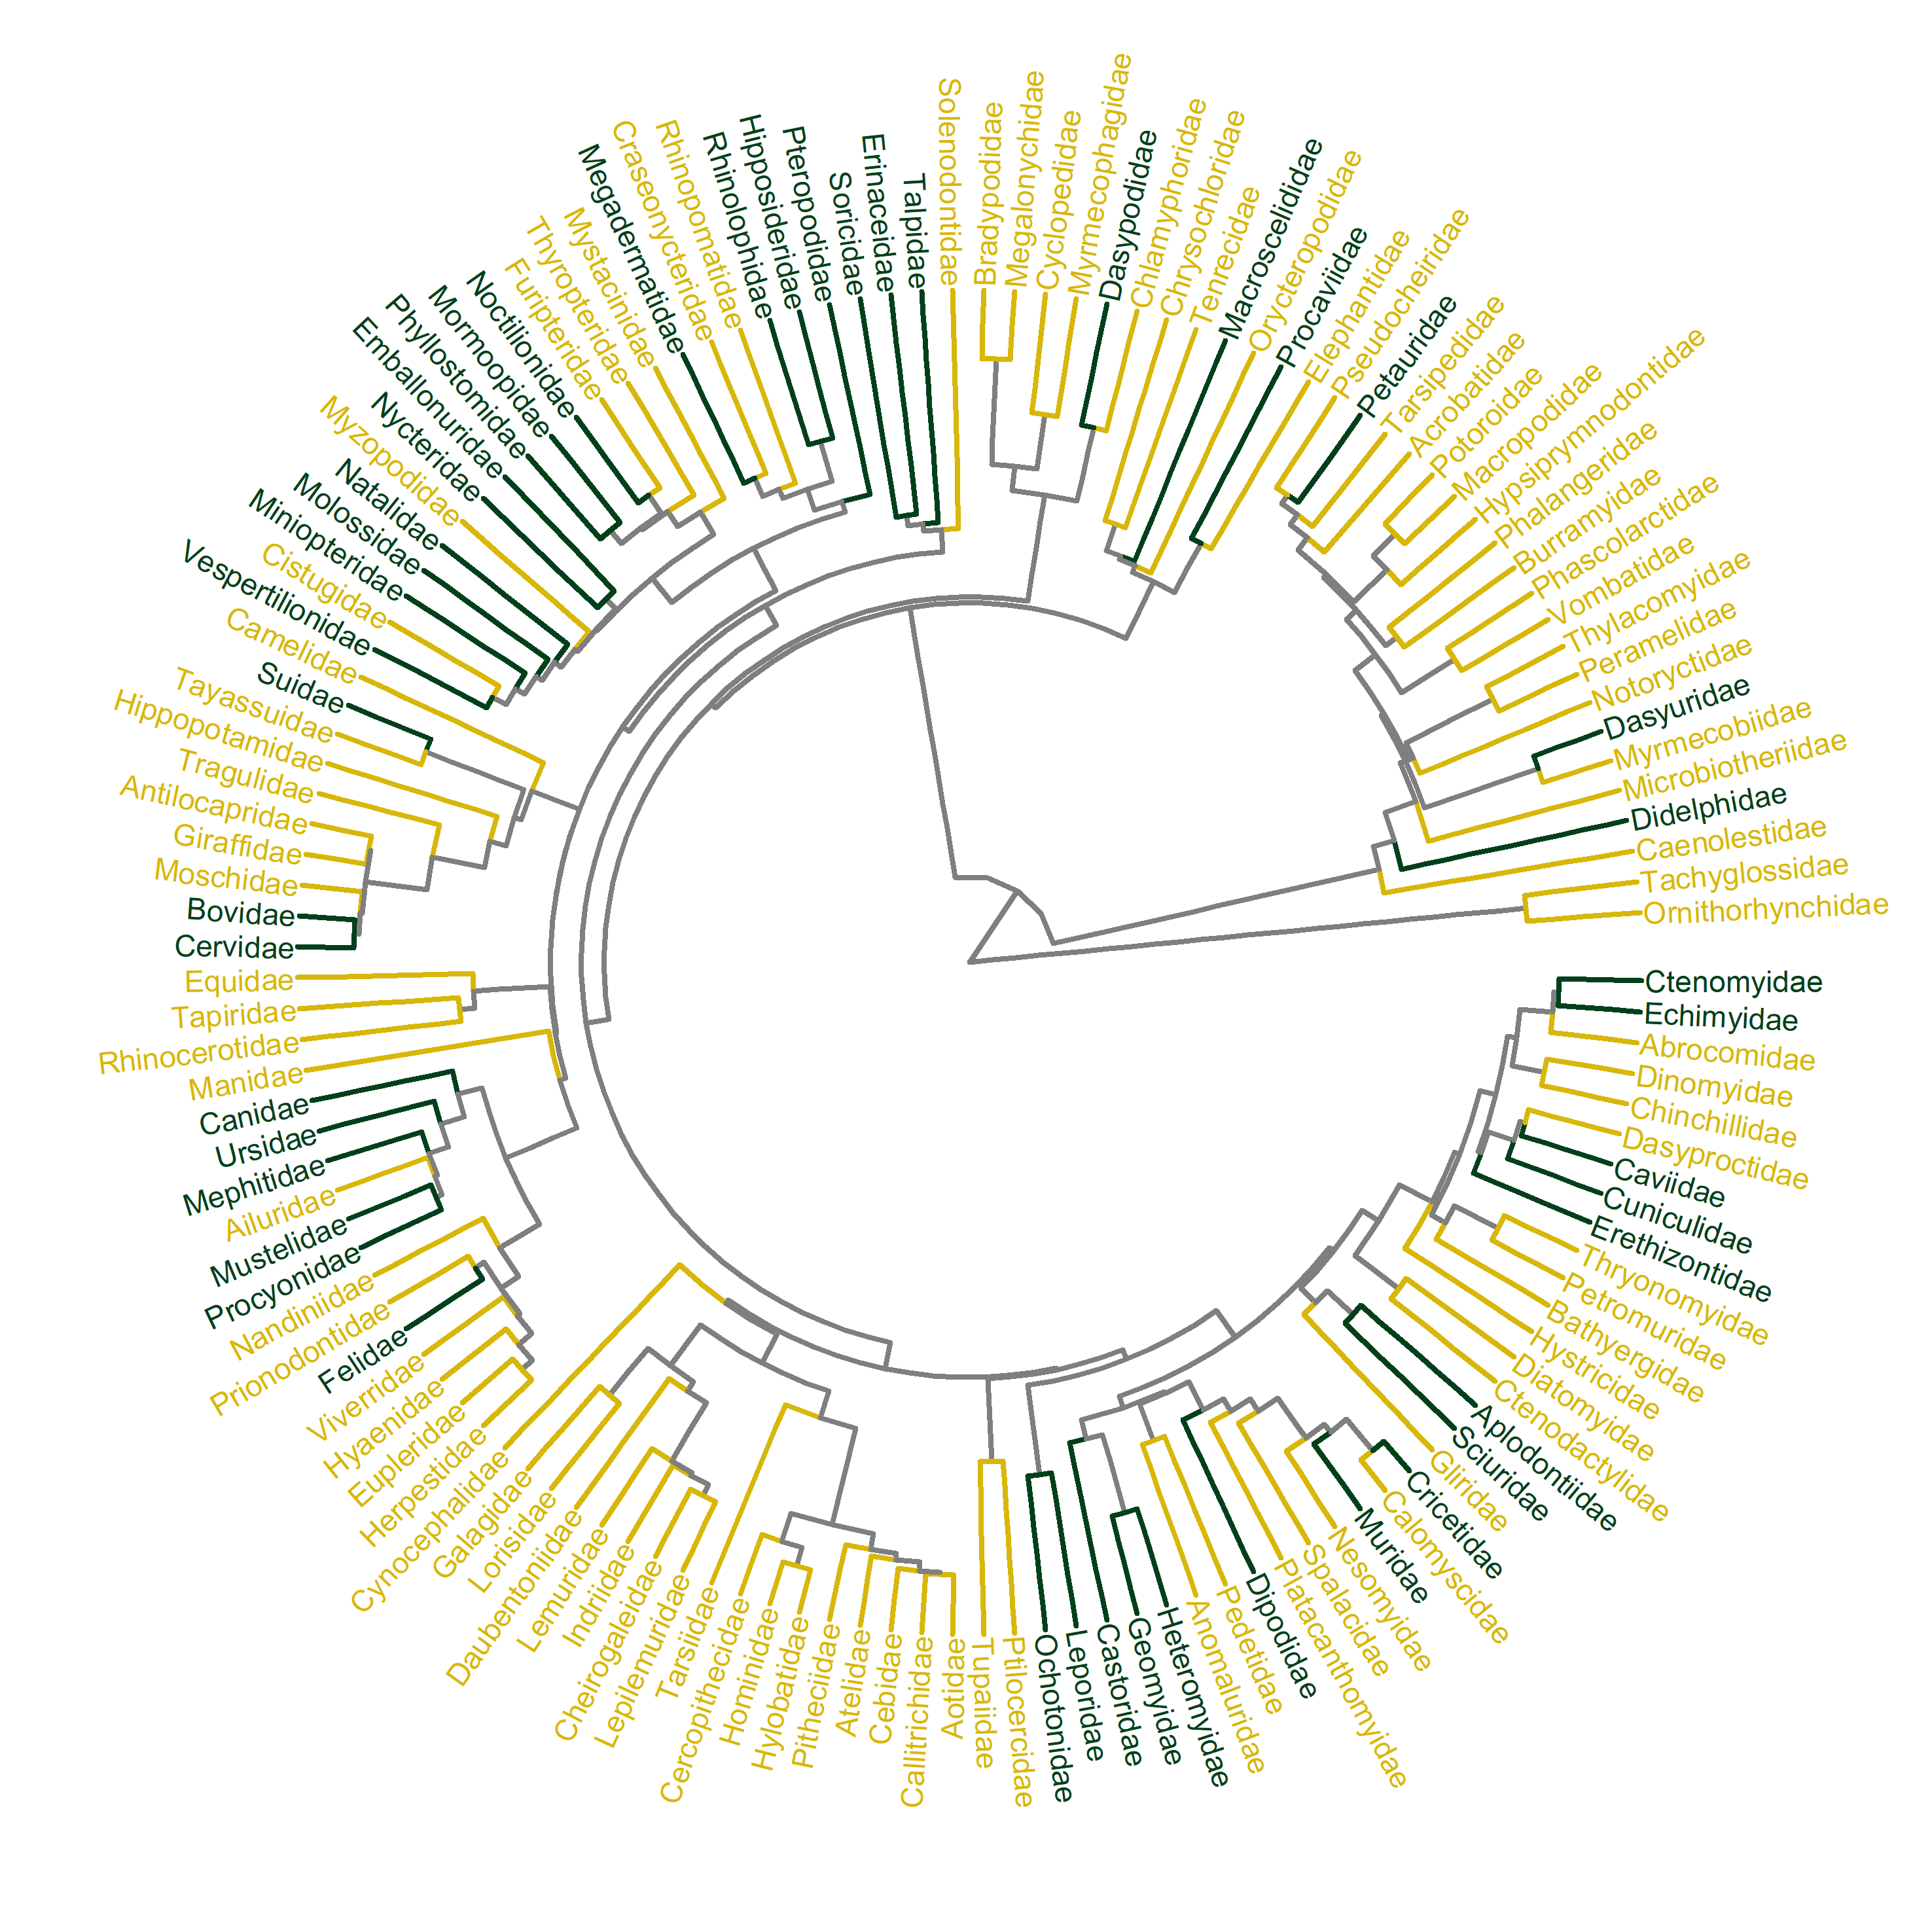 Solenodontidae
Bradypodidae
Megalonychidae
Cyclopedidae
Myrmecophagidae
Dasypodidae
Chlamyphoridae
Chrysochloridae
Tenrecidae
Macroscelididae
Orycteropodidae
Procaviidae
Elephantidae
Pseudocheiridae
Petauridae
Tarsipedidae
Acrobatidae
Potoroidae
Macropodidae
Hypsiprymnodontidae
Phalangeridae
Burramyidae
Phascolarctidae
Vombatidae
Thylacomyidae
Peramelidae
Notoryctidae
Dasyuridae
Myrmecobiidae
Microbiotheriidae
Didelphidae
Caenolestidae
Tachyglossidae
Ornithorhynchidae
Ctenomyidae
Echimyidae
Abrocomidae
Dinomyidae
Chinchillidae
Dasyproctidae
Caviidae
Cuniculidae
Erethizontidae
Thryonomyidae
Petromuridae
Bathyergidae
Hystricidae
Diatomyidae
Ctenodactylidae
Aplodontiidae
Sciuridae
Gliridae
Cricetidae
Calomyscidae
Muridae
Nesomyidae
Spalacidae
Platacanthomyidae
Dipodidae
Pedetidae
Anomaluridae
Heteromyidae
Geomyidae
Castoridae
Leporidae
Ochotonidae
Ptilocercidae
Tupaiidae
Aotidae
Callitrichidae
Cebidae
Atelidae
Pitheciidae
Hylobatidae
Hominidae
Cercopithecidae
Tarsiidae
Lepilemuridae
Cheirogaleidae
Indriidae
Lemuridae
Daubentoniidae
Lorisidae
Galagidae
Cynocephalidae
Herpestidae
Eupleridae
Hyaenidae
Viverridae
Felidae
Prionodontidae
Nandiniidae
Procyonidae
Mustelidae
Ailuridae
Mephitidae
Ursidae
Canidae
Manidae
Rhinocerotidae
Tapiridae
Equidae
Cervidae
Bovidae
Moschidae
Giraffidae
Antilocapridae
Tragulidae
Hippopotamidae
Tayassuidae
Suidae
Camelidae
Vespertilionidae
Cistugidae
Miniopteridae
Molossidae
Natalidae
Myzopodidae
Nycteridae
Emballonuridae
Phyllostomidae
Mormoopidae
Noctilionidae
Furipteridae
Thyropteridae
Mystacinidae
Megadermatidae
Craseonycteridae
Rhinopomatidae
Rhinolophidae
Hipposideridae
Pteropodidae
Soricidae
Erinaceidae
Talpidae